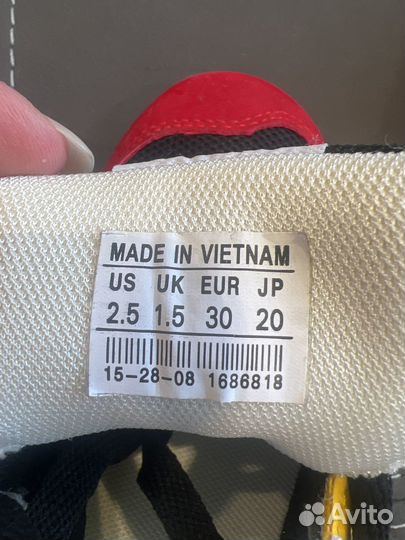 MADE IN VIETNAM
US UK EUR JP
2.5 1.5 30 20
15-28-08 1686818
Avito